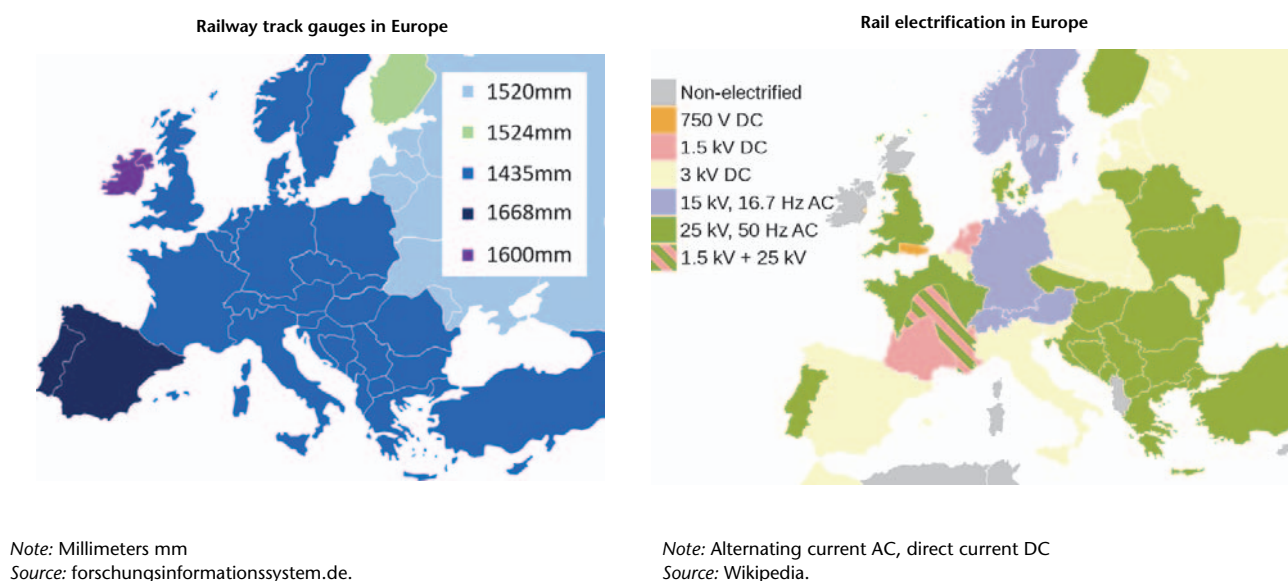 Railway track gauges in Europe
1520mm
1524mm
1435mm
1668mm
1600mm
Note: Millimeters mm
Source: forschungsinformationssystem.de.
Rail electrification in Europe
Non-electrified
750 V DC
1.5 kV DC
3 kV DC
15 kV, 16.7 Hz AC
25 kV, 50 Hz AC
1.5 kV + 25 kV
Note: Alternating current AC, direct current DC
Source: Wikipedia.